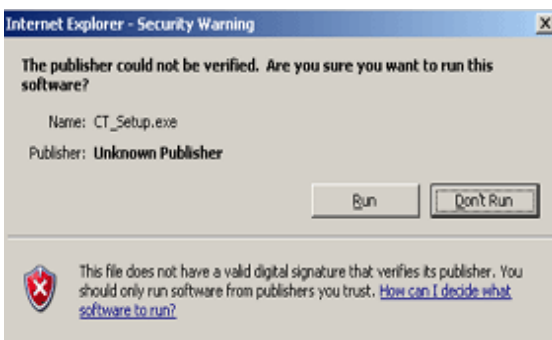 Internet Explorer - Security Warning
The publisher could not be verified. Are you sure you want to run this
software?
Name: CT_Setup.exe
Publisher: Unknown Publisher
Run
Don't Run
This file does not have a valid digital signature that verifies its publisher. You
should only run software from publishers you trust. How can I decide what
software to run?